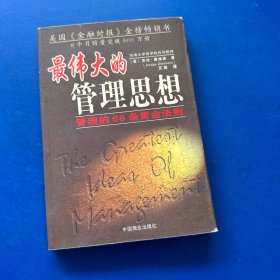 美国《金融时报》金榜畅销书
8个月销量突破500万册
最伟大的
管理思想
管理的66条黄金法则
The Greatest
Ideas Of
Management
中国商业出版社